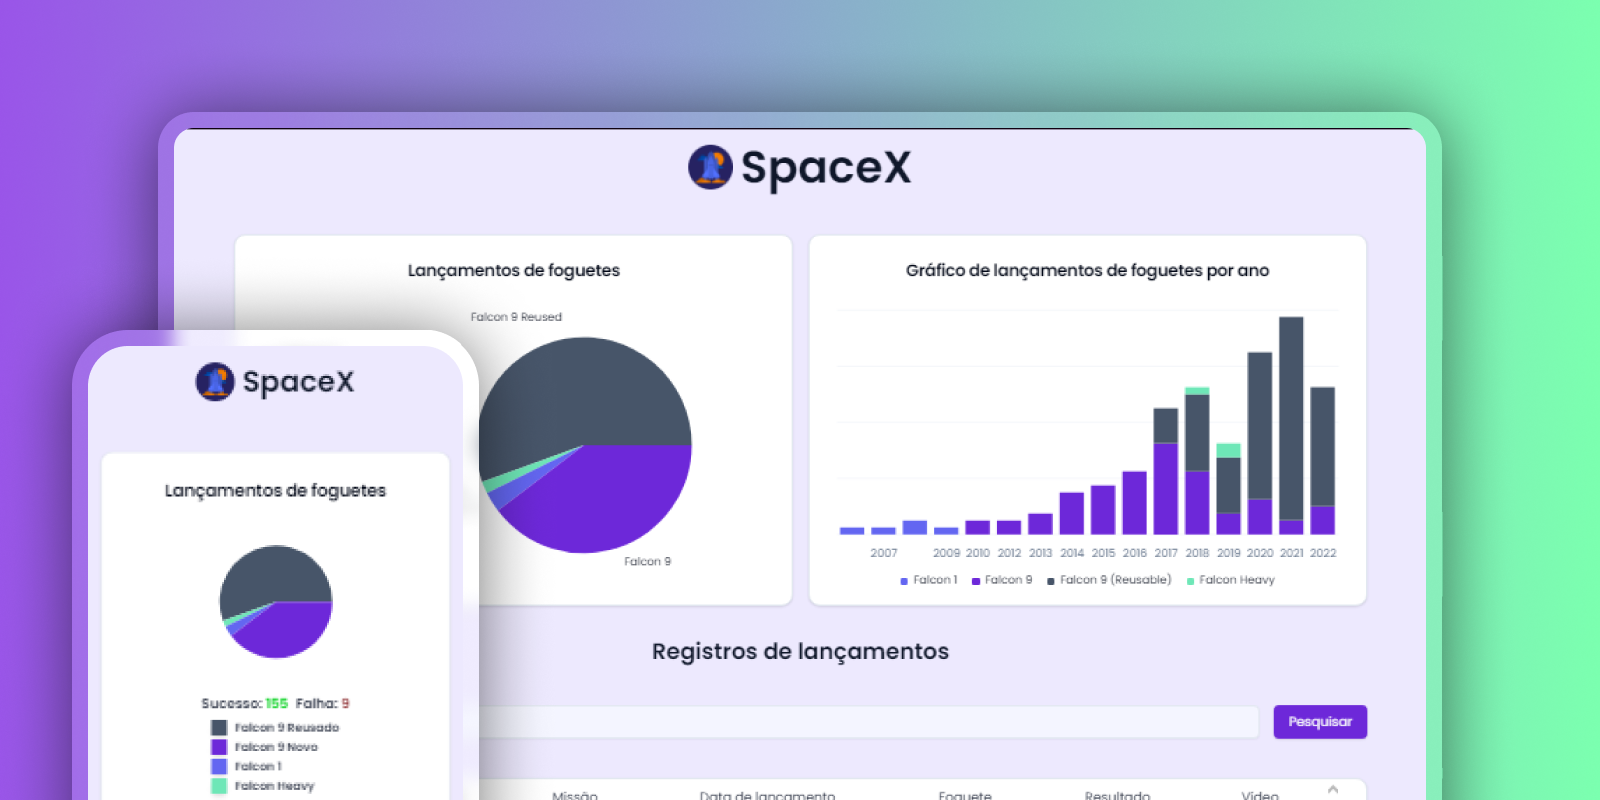 SpaceX
Lançamentos de foguetes
Falcon 9 Reused
Falcon 9
Gráfico de lançamentos de foguetes por ano
2007 2009 2010 2012 2013 2014 2015 2016 2017 2018 2019 2020 2021 2022
Falcon 1 Falcon 9 Falcon 9 (Reusable) Falcon Heavy
SpaceX
Lançamentos de foguetes
Sucesso: 155 Falha: 9
Falcon 9 Reusado
Falcon 9 Novo
Falcon 1
Falcon Heavy
Registros de lançamentos
Pesquisar
Missão Data de lançamento Foguete Resultado Vídeo